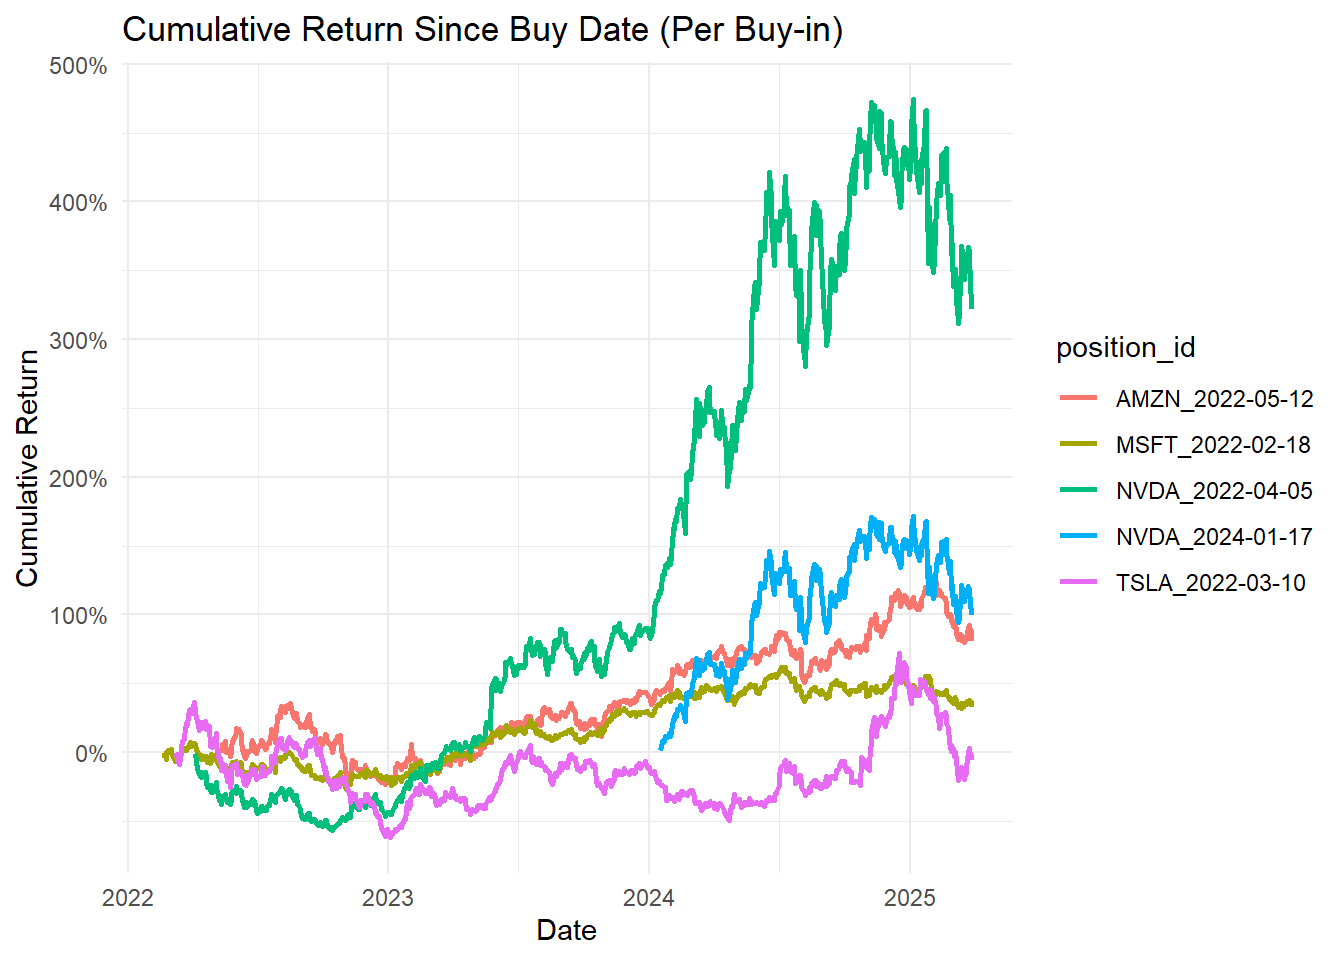 Cumulative Return Since Buy Date (Per Buy-in)
500%
400%
300%
200%
100%
0%
Cumulative Return
2022
2023
2024
2025
Date
position_id
AMZN_2022-05-12
MSFT_2022-02-18
NVDA_2022-04-05
NVDA_2024-01-17
TSLA_2022-03-10